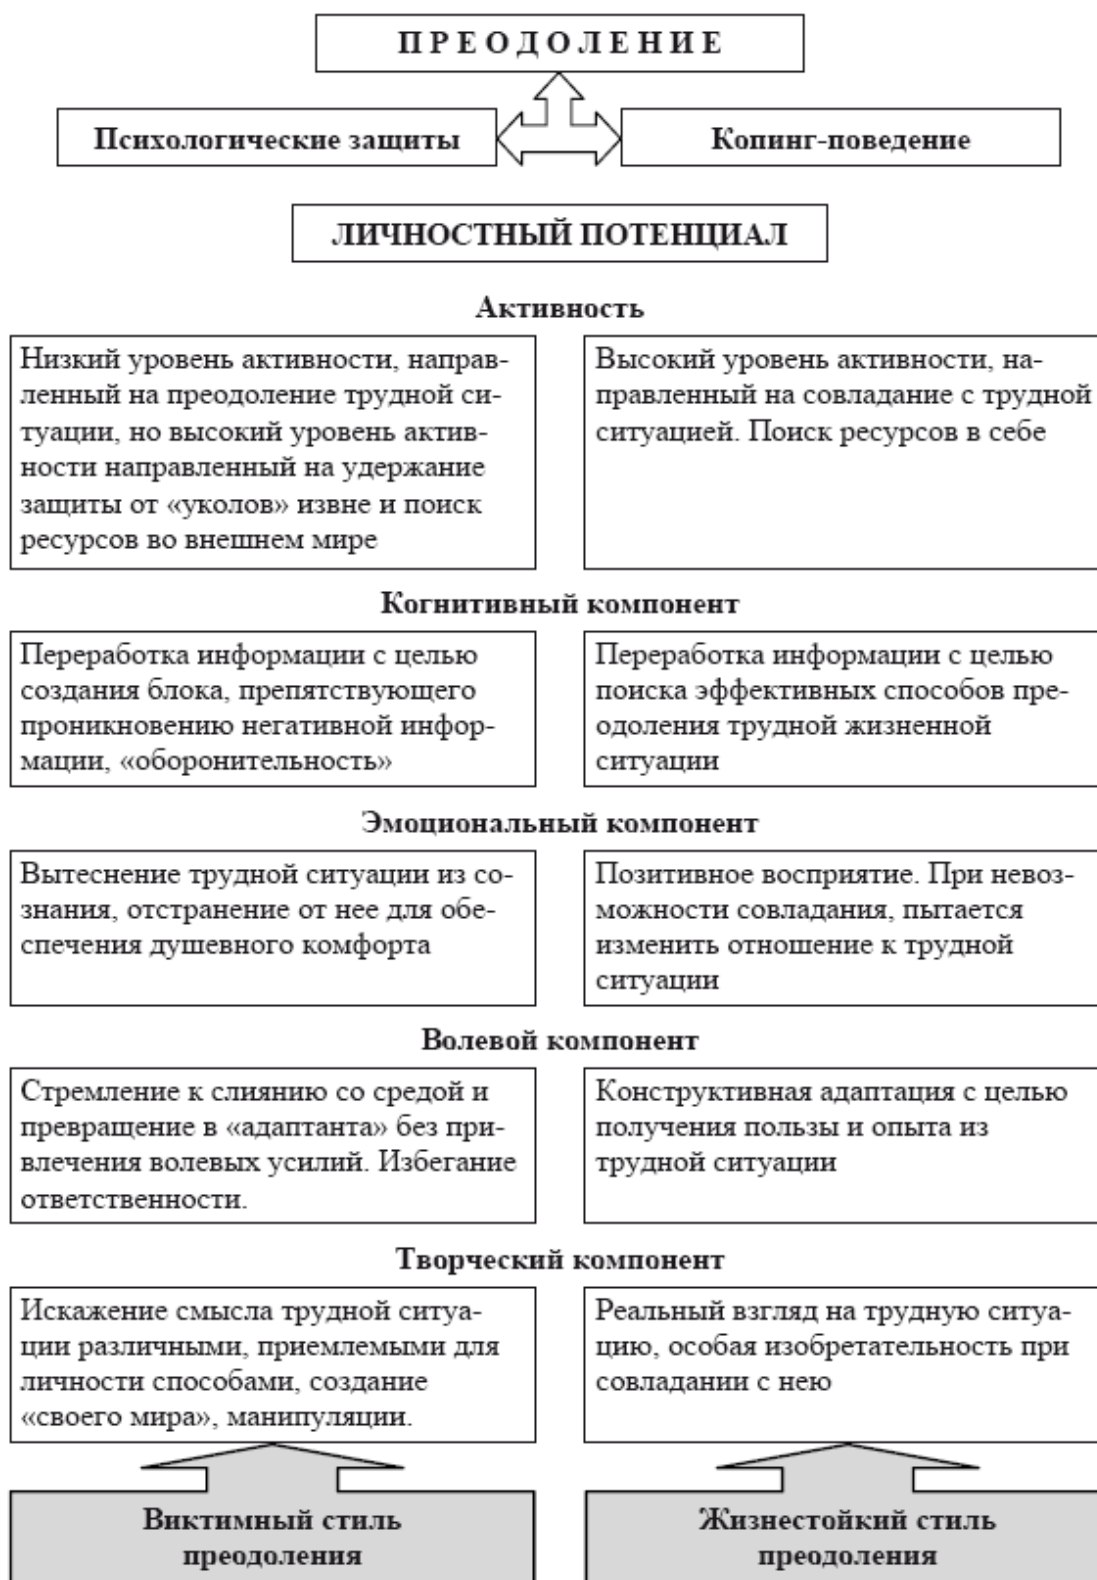 ПРЕОДОЛЕНИЕ
Психологические защиты
Копинг-поведение
ЛИЧНОСТНЫЙ ПОТЕНЦИАЛ
Активность
Низкий уровень активности, направ-
ленный на преодоление трудной си-
туации, но высокий уровень актив-
ности направленный на удержание
защиты от «уколов» извне и поиск
ресурсов во внешнем мире
Высокий уровень активности, на-
правленный на совладание с трудной
ситуацией. Поиск ресурсов в себе
Когнитивный компонент
Переработка информации с целью
создания блока, препятствующего
проникновению негативной инфор-
мации, «оборонительность»
Переработка информации с целью
поиска эффективных способов пре-
одоления трудной жизненной
ситуации
Эмоциональный компонент
Вытеснение трудной ситуации из со-
знания, отстранение от нее для обе-
спечения душевного комфорта
Позитивное восприятие. При невоз-
можности совладания, пытается
изменить отношение к трудной
ситуации
Волевой компонент
Стремление к слиянию со средой и
превращение в «адаптанта» без при-
влечения волевых усилий. Избегание
ответственности.
Конструктивная адаптация с целью
получения пользы и опыта из
трудной ситуации
Творческий компонент
Искажение смысла трудной ситуа-
ции различными, приемлемыми для
личности способами, создание
«своего мира», манипуляции.
Реальный взгляд на трудную ситуа-
цию, особая изобретательность при
совладании с нею
Виктимный стиль
преодоления
Жизнестойкий стиль
преодоления